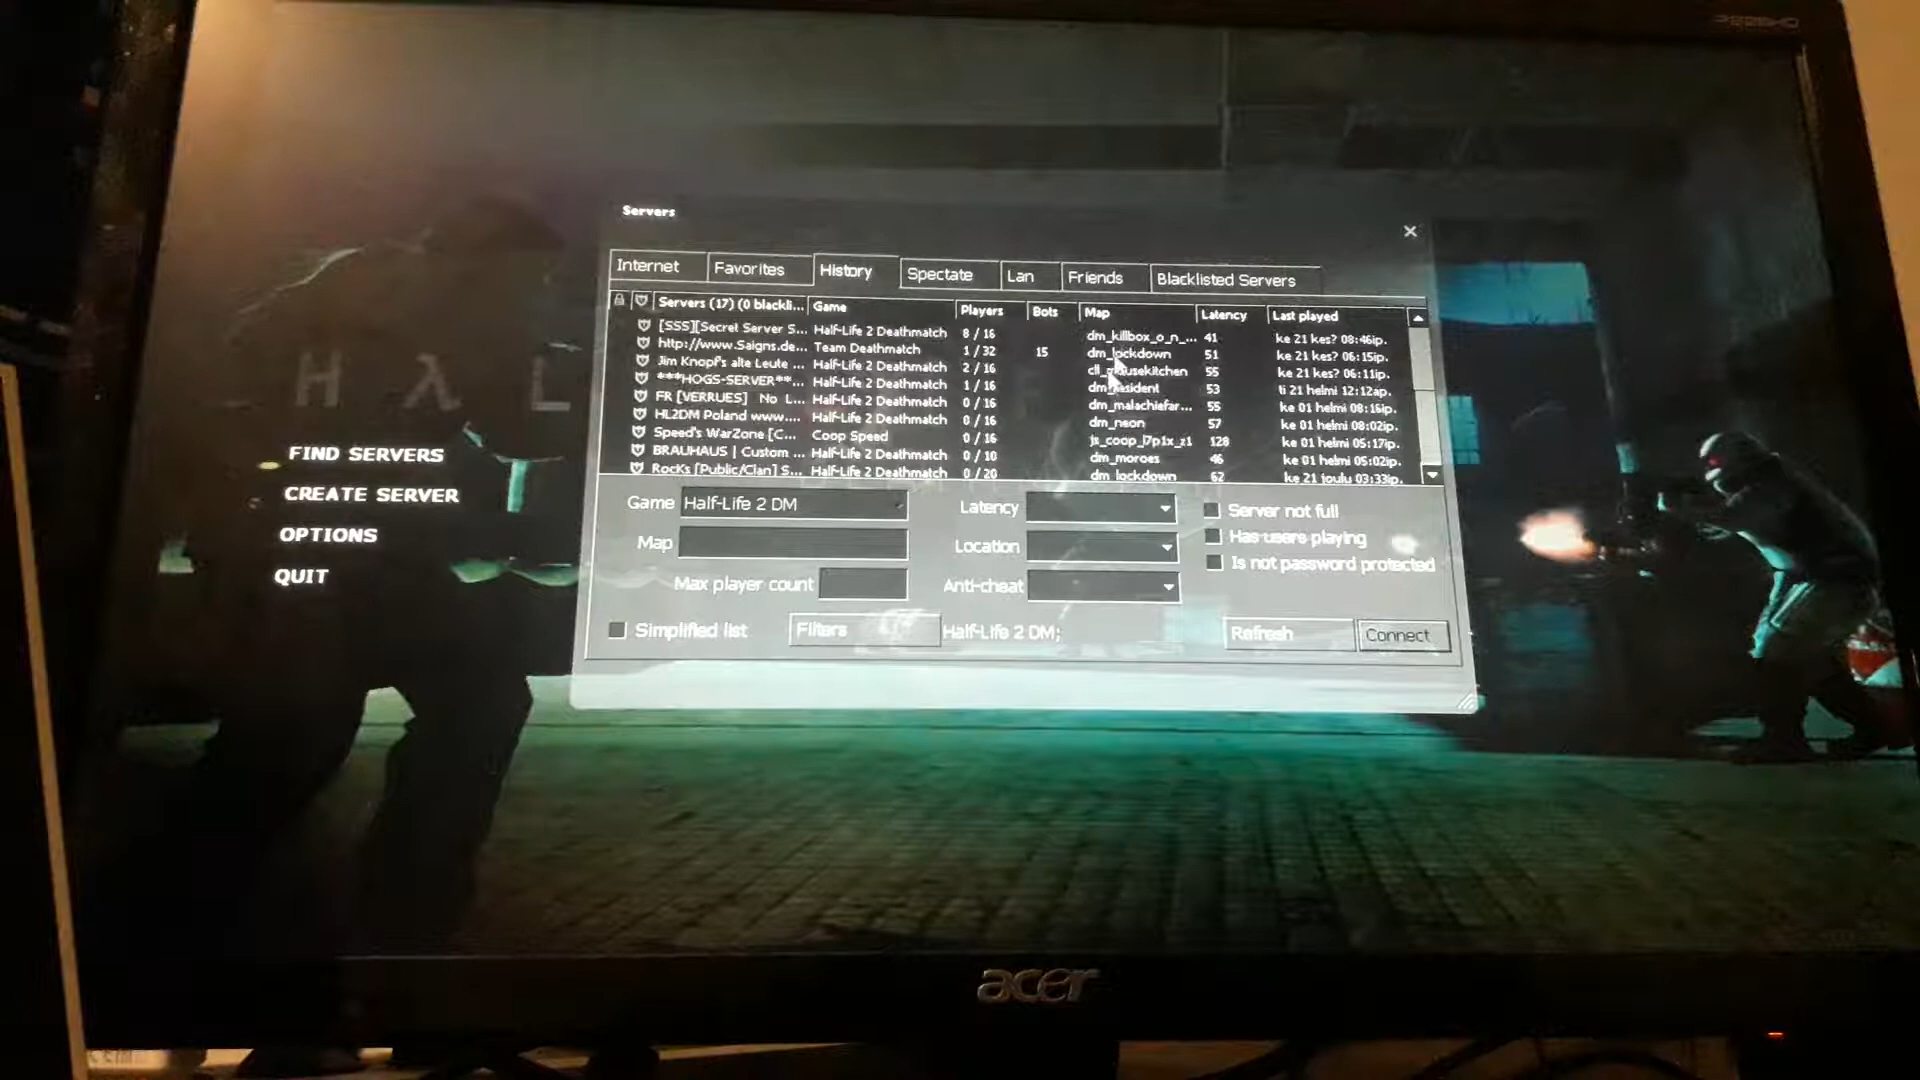 P226HQ
Servers
Internet Favorites History Spectate Lan Friends Blacklisted Servers
Servers (17) (0 blackli... Game Players Bots Map Latency Last played
[SSS][Secret Server S... Half-Life 2 Deathmatch 8 / 16 dm_killbox_o_n_... 41 ke 21 kes? 08:46ip.
http://www.Saigns.de... Team Deathmatch 1 / 32 15 dm_lockdown 51 ke 21 kes? 06:15ip.
Jim Knopf's alte Leute ... Half-Life 2 Deathmatch 2 / 16 55 ke 21 kes? 06:11ip.
***HOGS-SERVER**... Half-Life 2 Deathmatch 1 / 16 53 ti 21 helmi 12:12ap.
FR [VERRUES] No L... Half-Life 2 Deathmatch 0 / 16 dm_malachiefar... 55 ke 01 helmi 08:16ip.
HL2DM Poland www.... Half-Life 2 Deathmatch 0 / 16 dm_neon 57 ke 01 helmi 08:02ip.
Speed's WarZone [C... Coop Speed 0 / 16 js_coop_j7p1x_z1 128 ke 01 helmi 05:17ip.
BRAUHAUS | Custom ... Half-Life 2 Deathmatch 0 / 10 dm_moroes 46 ke 01 helmi 05:02ip.
RocKs [Public/Clan] S... Half-Life 2 Deathmatch 0 / 20 dm_lockdown 62 ke 21 joulu 03:33ip.
H λ L
FIND SERVERS
CREATE SERVER
OPTIONS
QUIT
Game Half-Life 2 DM Latency Server not full
Map Location Has users playing
Max player count Anti-cheat Is not password protected
Simplified list Filters Half-Life 2 DM; Refresh Connect
acer